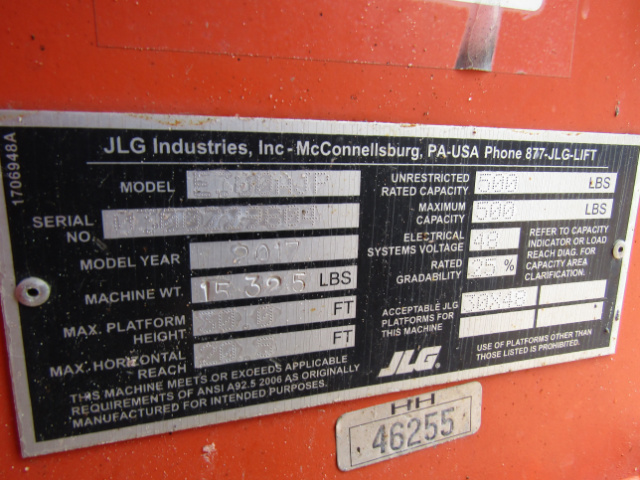 1706948A
JLG Industries, Inc - McConnellsburg, PA-USA Phone 877-JLG-LIFT
MODEL
SERIAL NO.
MODEL YEAR 2017
MACHINE WT. 15325 LBS
MAX. PLATFORM HEIGHT FT
MAX. HORIZONTAL REACH FT
THIS MACHINE MEETS OR EXCEEDS APPLICABLE
REQUIREMENTS OF ANSI A92.5 2006 AS ORIGINALLY
MANUFACTURED FOR INTENDED PURPOSES.
UNRESTRICTED RATED CAPACITY 500 LBS
MAXIMUM CAPACITY 500 LBS
ELECTRICAL SYSTEMS VOLTAGE 48
RATED GRADABILITY 25 %
REFER TO CAPACITY
INDICATOR OR LOAD
REACH DIAG. FOR
CAPACITY AREA
CLARIFICATION.
ACCEPTABLE JLG
PLATFORMS FOR
THIS MACHINE
30X48
JLG
USE OF PLATFORMS OTHER THAN
THOSE LISTED IS PROHIBITED.
HH
46255